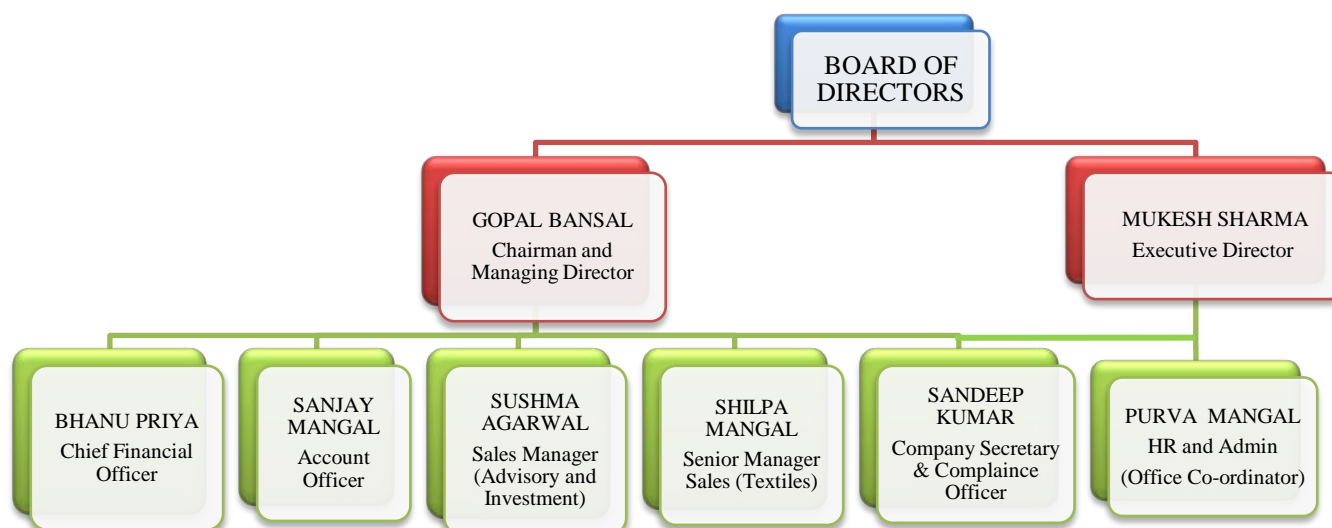 BOARD OF
DIRECTORS
GOPAL BANSAL
Chairman and
Managing Director
MUKESH SHARMA
Executive Director
BHANU PRIYA
Chief Financial
Officer
SANJAY
MANGAL
Account
Officer
SUSHMA
AGARWAL
Sales Manager
(Advisory and
Investment)
SHILPA
MANGAL
Senior Manager
Sales (Textiles)
SANDEEP
KUMAR
Company Secretary
& Complaince
Officer
PURVA MANGAL
HR and Admin
(Office Co-ordinator)